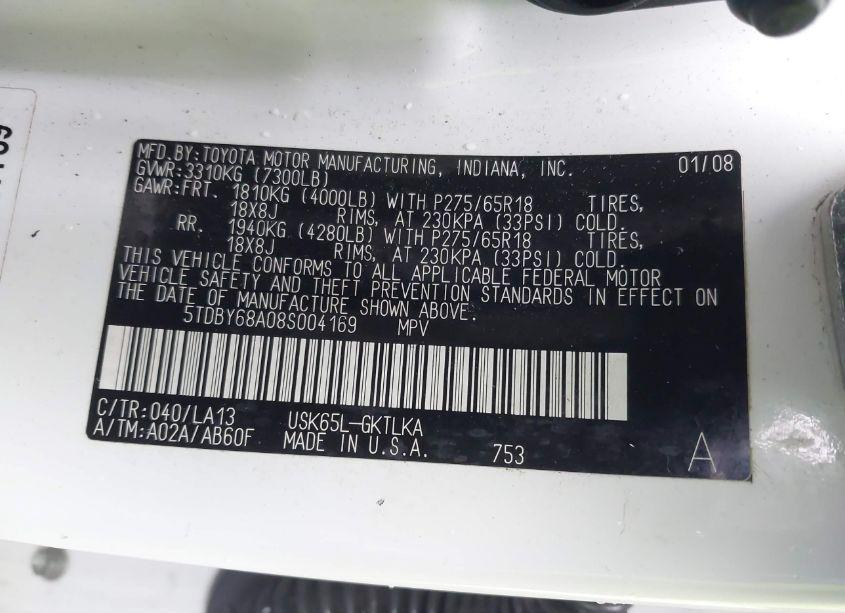 MFD.BY:TOYOTA MOTOR MANUFACTURING, INDIANA, INC. 01/08
GVWR:3310KG (7300LB)
GAWR:FRT. 1810KG (4000LB) WITH P275/65R18 TIRES,
18X8J RIMS, AT 230KPA (33PSI) COLD.
RR. 1940KG (4280LB) WITH P275/65R18 TIRES,
18X8J RIMS, AT 230KPA (33PSI) COLD.
THIS VEHICLE CONFORMS TO ALL APPLICABLE FEDERAL MOTOR
VEHICLE SAFETY AND THEFT PREVENTION STANDARDS IN EFFECT ON
THE DATE OF MANUFACTURE SHOWN ABOVE.
5TDBY68A08S004169 MPV
C/TR:040/LA13 USK65L-GKTLKA
A/TM:A02A/AB60F MADE IN U.S.A. 753 A